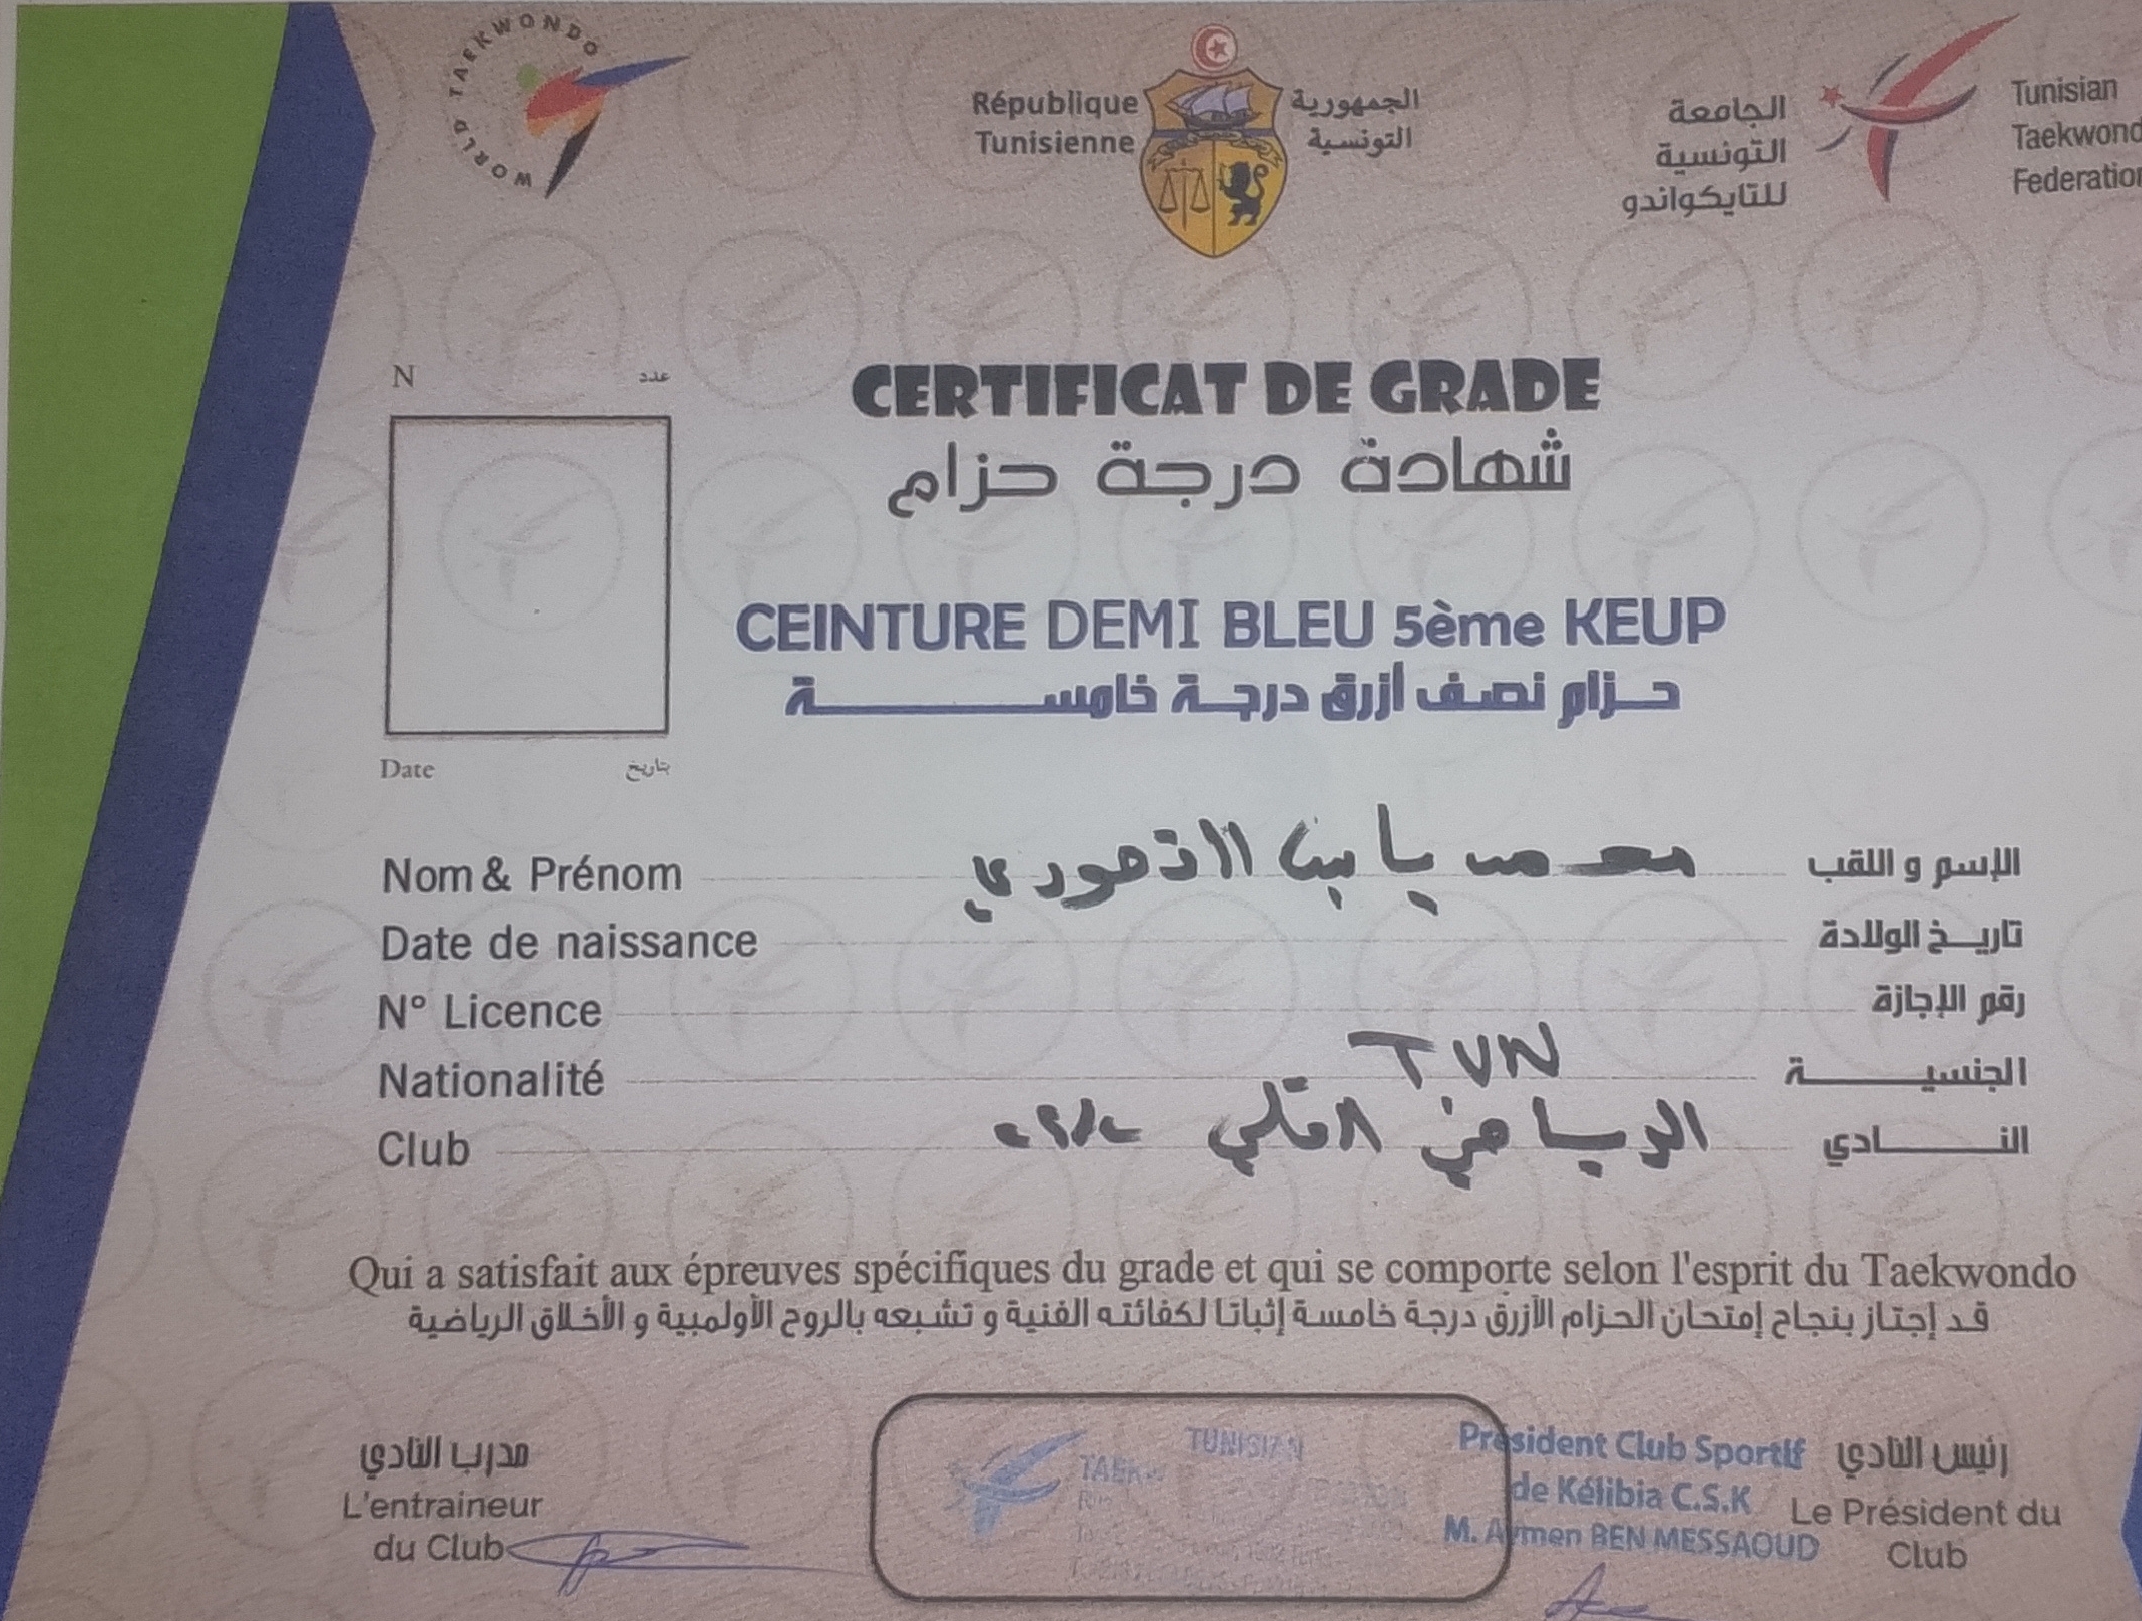 WORLD TAEKWONDO
République
Tunisienne
الجمهورية
التونسية
الجامعة
التونسية
للتايكواندو
Tunisian
Taekwond
Federation
N عدد
CERTIFICAT DE GRADE
شهادة درجة حزام
CEINTURE DEMI BLEU 5ème KEUP
حزام نصف أزرق درجة خامسة
Date بتاريخ
Nom & Prénom محمد الإسم و اللقب
Date de naissance تاريخ الولادة
N° Licence رقم الإجازة
Nationalité TUN الجنسية
Club النادي
Qui a satisfait aux épreuves spécifiques du grade et qui se comporte selon l'esprit du Taekwondo
قد إجتاز بنجاح إمتحان الحزام الأزرق درجة خامسة إثباتا لكفائته الفنية و تشبعه بالروح الأولمبية و الأخلاق الرياضية
مدرب النادي
L'entraineur
du Club
TUNISIAN
Président Club Sportif
de Kélibia C.S.K
M. Aymen BEN MESSAOUD
رئيس النادي
Le Président du
Club